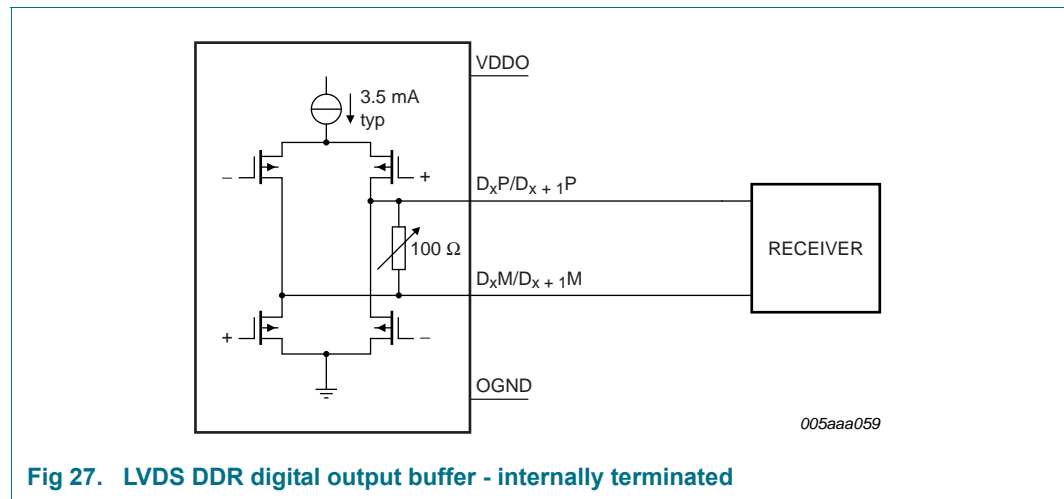 VDDO
3.5 mA
typ
–
+
DxP/Dx + 1P
100 Ω
RECEIVER
DxM/Dx + 1M
+
–
OGND
005aaa059
Fig 27. LVDS DDR digital output buffer - internally terminated